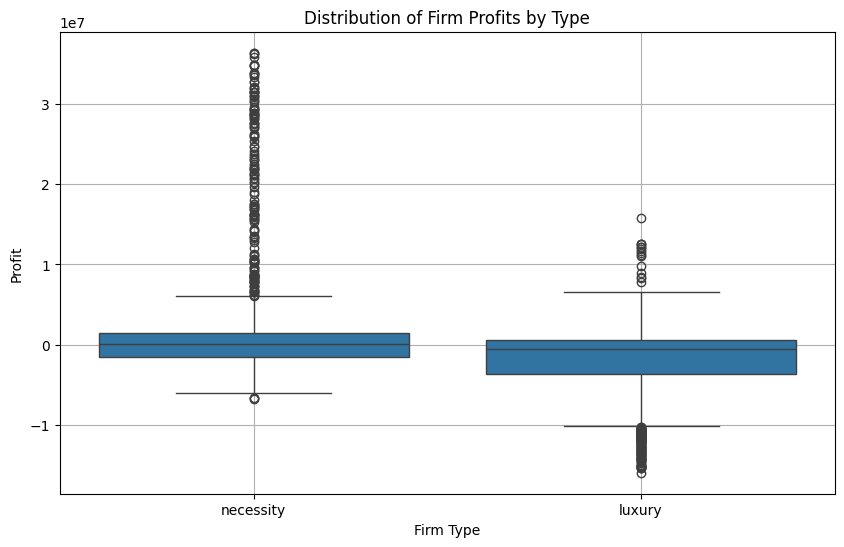 Distribution of Firm Profits by Type
1e7
3
2
1
0
−1
Profit
necessity
luxury
Firm Type